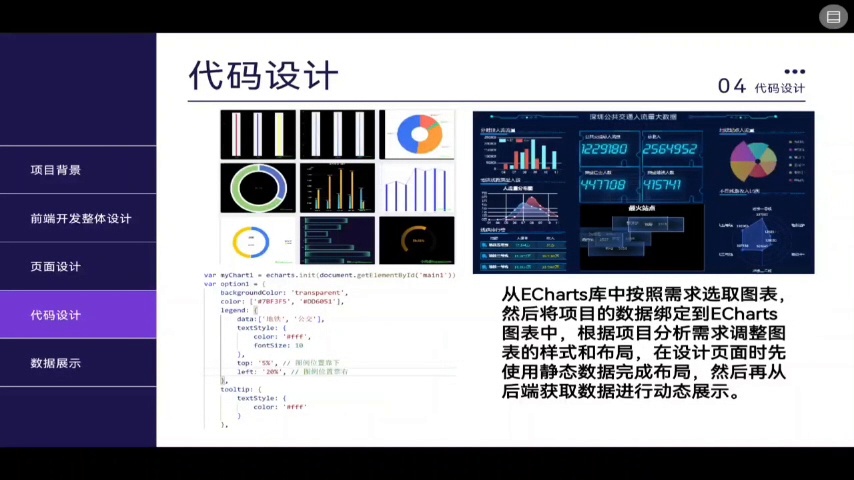 代码设计
04 代码设计
项目背景
前端开发整体设计
页面设计
代码设计
数据展示
深圳公共交通人流量大数据
1229180
2564952
447708
415741
人流量分布图
最火站点
var myChart1 = echarts.init(document.getElementById('main1'))
var option1 = {
backgroundColor: 'transparent',
color: ['#7BF3F5', '#DD6051'],
legend: {
data:['地铁', '公交'],
textStyle: {
color: '#fff',
fontSize: 10
},
top: '5%', // 图例位置靠下
left: '20%', // 图例位置靠右
},
tooltip: {
textStyle: {
color: '#fff'
}
},
从ECharts库中按照需求选取图表，
然后将项目的数据绑定到ECharts
图表中，根据项目分析需求调整图
表的样式和布局，在设计页面时先
使用静态数据完成布局，然后再从
后端获取数据进行动态展示。